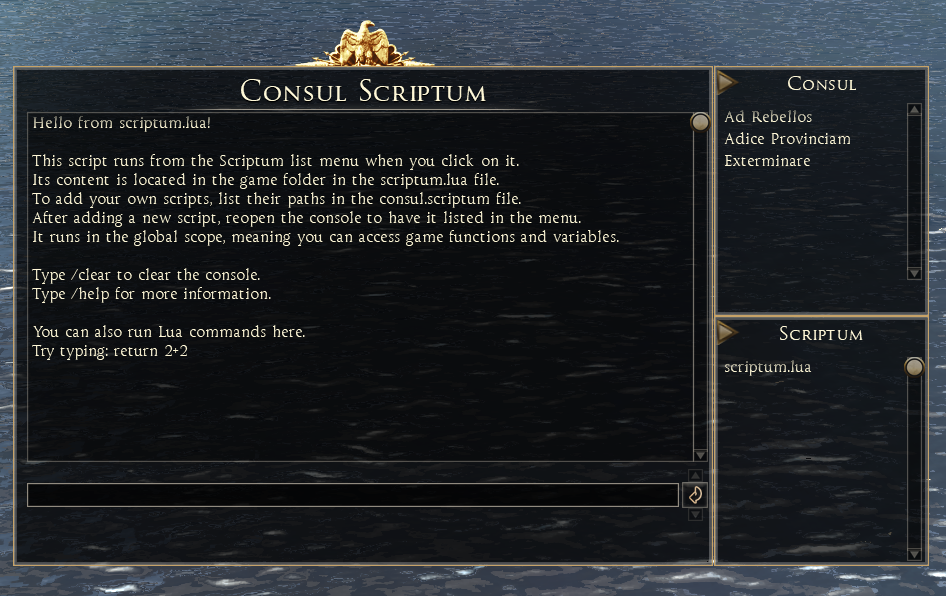 Consul Scriptum
Hello from scriptum.lua!
This script runs from the Scriptum list menu when you click on it.
Its content is located in the game folder in the scriptum.lua file.
To add your own scripts, list their paths in the consul.scriptum file.
After adding a new script, reopen the console to have it listed in the menu.
It runs in the global scope, meaning you can access game functions and variables.
Type /clear to clear the console.
Type /help for more information.
You can also run Lua commands here.
Try typing: return 2+2
Consul
Ad Rebellos
Adice Provinciam
Exterminare
Scriptum
scriptum.lua